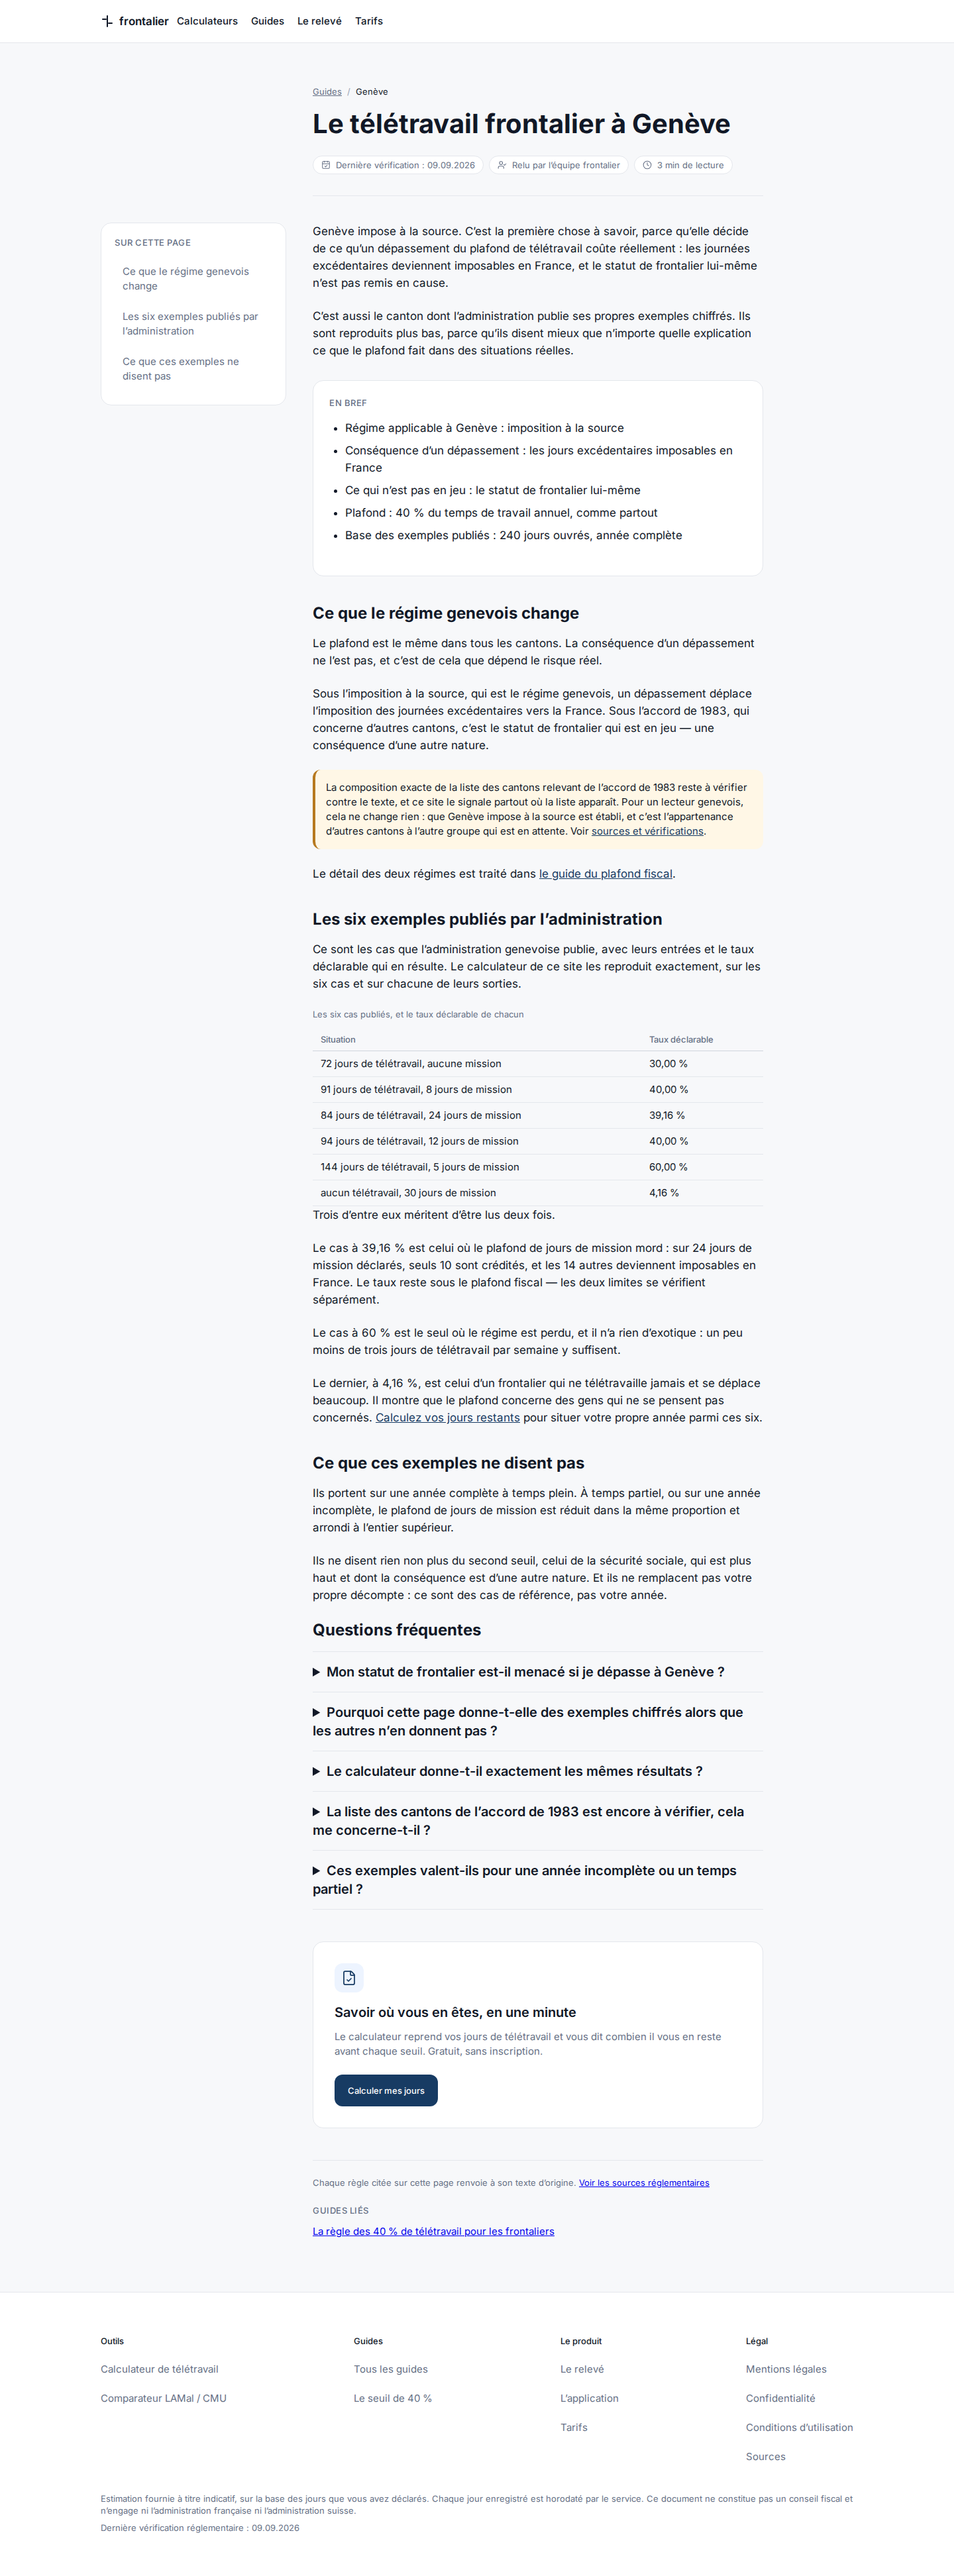 frontalier Calculateurs Guides Le relevé Tarifs
Guides / Genève
Le télétravail frontalier à Genève
Dernière vérification : 09.09.2026 Relu par l’équipe frontalier 3 min de lecture
SUR CETTE PAGE
Ce que le régime genevois
change
Les six exemples publiés par
l’administration
Ce que ces exemples ne
disent pas
Genève impose à la source. C’est la première chose à savoir, parce qu’elle décide
de ce qu’un dépassement du plafond de télétravail coûte réellement : les journées
excédentaires deviennent imposables en France, et le statut de frontalier lui-même
n’est pas remis en cause.
C’est aussi le canton dont l’administration publie ses propres exemples chiffrés. Ils
sont reproduits plus bas, parce qu’ils disent mieux que n’importe quelle explication
ce que le plafond fait dans des situations réelles.
EN BREF
• Régime applicable à Genève : imposition à la source
• Conséquence d’un dépassement : les jours excédentaires imposables en
France
• Ce qui n’est pas en jeu : le statut de frontalier lui-même
• Plafond : 40 % du temps de travail annuel, comme partout
• Base des exemples publiés : 240 jours ouvrés, année complète
Ce que le régime genevois change
Le plafond est le même dans tous les cantons. La conséquence d’un dépassement
ne l’est pas, et c’est de cela que dépend le risque réel.
Sous l’imposition à la source, qui est le régime genevois, un dépassement déplace
l’imposition des journées excédentaires vers la France. Sous l’accord de 1983, qui
concerne d’autres cantons, c’est le statut de frontalier qui est en jeu — une
conséquence d’une autre nature.
La composition exacte de la liste des cantons relevant de l’accord de 1983 reste à vérifier
contre le texte, et ce site le signale partout où la liste apparaît. Pour un lecteur genevois,
cela ne change rien : que Genève impose à la source est établi, et c’est l’appartenance
d’autres cantons à l’autre groupe qui est en attente. Voir sources et vérifications.
Le détail des deux régimes est traité dans le guide du plafond fiscal.
Les six exemples publiés par l’administration
Ce sont les cas que l’administration genevoise publie, avec leurs entrées et le taux
déclarable qui en résulte. Le calculateur de ce site les reproduit exactement, sur les
six cas et sur chacune de leurs sorties.
Les six cas publiés, et le taux déclarable de chacun
Situation Taux déclarable
72 jours de télétravail, aucune mission 30,00 %
91 jours de télétravail, 8 jours de mission 40,00 %
84 jours de télétravail, 24 jours de mission 39,16 %
94 jours de télétravail, 12 jours de mission 40,00 %
144 jours de télétravail, 5 jours de mission 60,00 %
aucun télétravail, 30 jours de mission 4,16 %
Trois d’entre eux méritent d’être lus deux fois.
Le cas à 39,16 % est celui où le plafond de jours de mission mord : sur 24 jours de
mission déclarés, seuls 10 sont crédités, et les 14 autres deviennent imposables en
France. Le taux reste sous le plafond fiscal — les deux limites se vérifient
séparément.
Le cas à 60 % est le seul où le régime est perdu, et il n’a rien d’exotique : un peu
moins de trois jours de télétravail par semaine y suffisent.
Le dernier, à 4,16 %, est celui d’un frontalier qui ne télétravaille jamais et se déplace
beaucoup. Il montre que le plafond concerne des gens qui ne se pensent pas
concernés. Calculez vos jours restants pour situer votre propre année parmi ces six.
Ce que ces exemples ne disent pas
Ils portent sur une année complète à temps plein. À temps partiel, ou sur une année
incomplète, le plafond de jours de mission est réduit dans la même proportion et
arrondi à l’entier supérieur.
Ils ne disent rien non plus du second seuil, celui de la sécurité sociale, qui est plus
haut et dont la conséquence est d’une autre nature. Et ils ne remplacent pas votre
propre décompte : ce sont des cas de référence, pas votre année.
Questions fréquentes
Mon statut de frontalier est-il menacé si je dépasse à Genève ?
Pourquoi cette page donne-t-elle des exemples chiffrés alors que
les autres n’en donnent pas ?
Le calculateur donne-t-il exactement les mêmes résultats ?
La liste des cantons de l’accord de 1983 est encore à vérifier, cela
me concerne-t-il ?
Ces exemples valent-ils pour une année incomplète ou un temps
partiel ?
Savoir où vous en êtes, en une minute
Le calculateur reprend vos jours de télétravail et vous dit combien il vous en reste
avant chaque seuil. Gratuit, sans inscription.
Calculer mes jours
Chaque règle citée sur cette page renvoie à son texte d’origine. Voir les sources réglementaires
GUIDES LIÉS
La règle des 40 % de télétravail pour les frontaliers
Outils Guides Le produit Légal
Calculateur de télétravail Tous les guides Le relevé Mentions légales
Comparateur LAMal / CMU Le seuil de 40 % L’application Confidentialité
Tarifs Conditions d’utilisation
Sources
Estimation fournie à titre indicatif, sur la base des jours que vous avez déclarés. Chaque jour enregistré est horodaté par le service. Ce document ne constitue pas un conseil fiscal et
n’engage ni l’administration française ni l’administration suisse.
Dernière vérification réglementaire : 09.09.2026